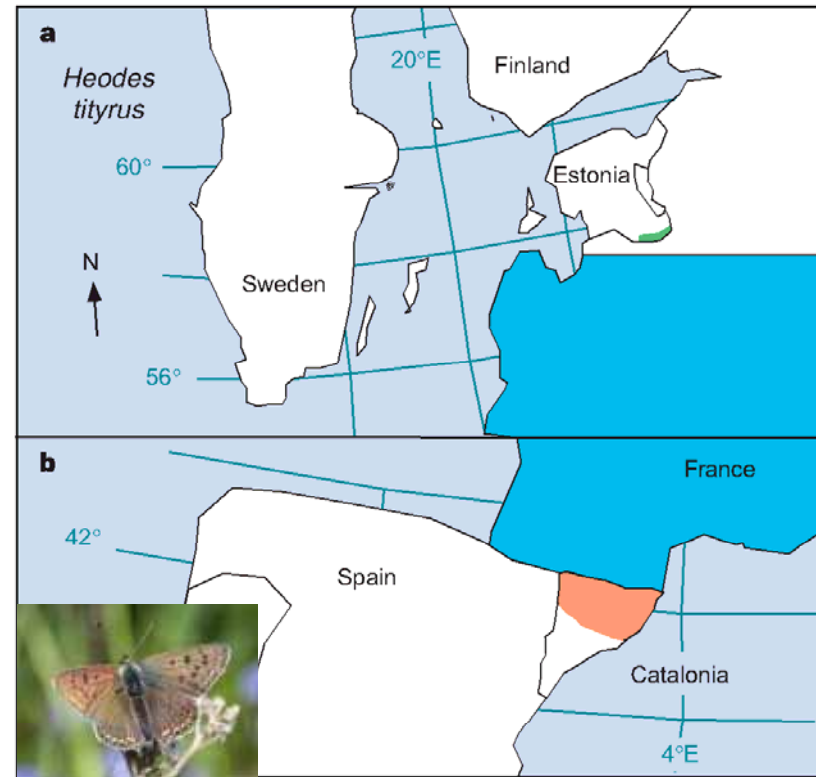 a
Heodes
tityrus
20°E
Finland
60°
Estonia
N
Sweden
56°
b
France
42°
Spain
Catalonia
4°E